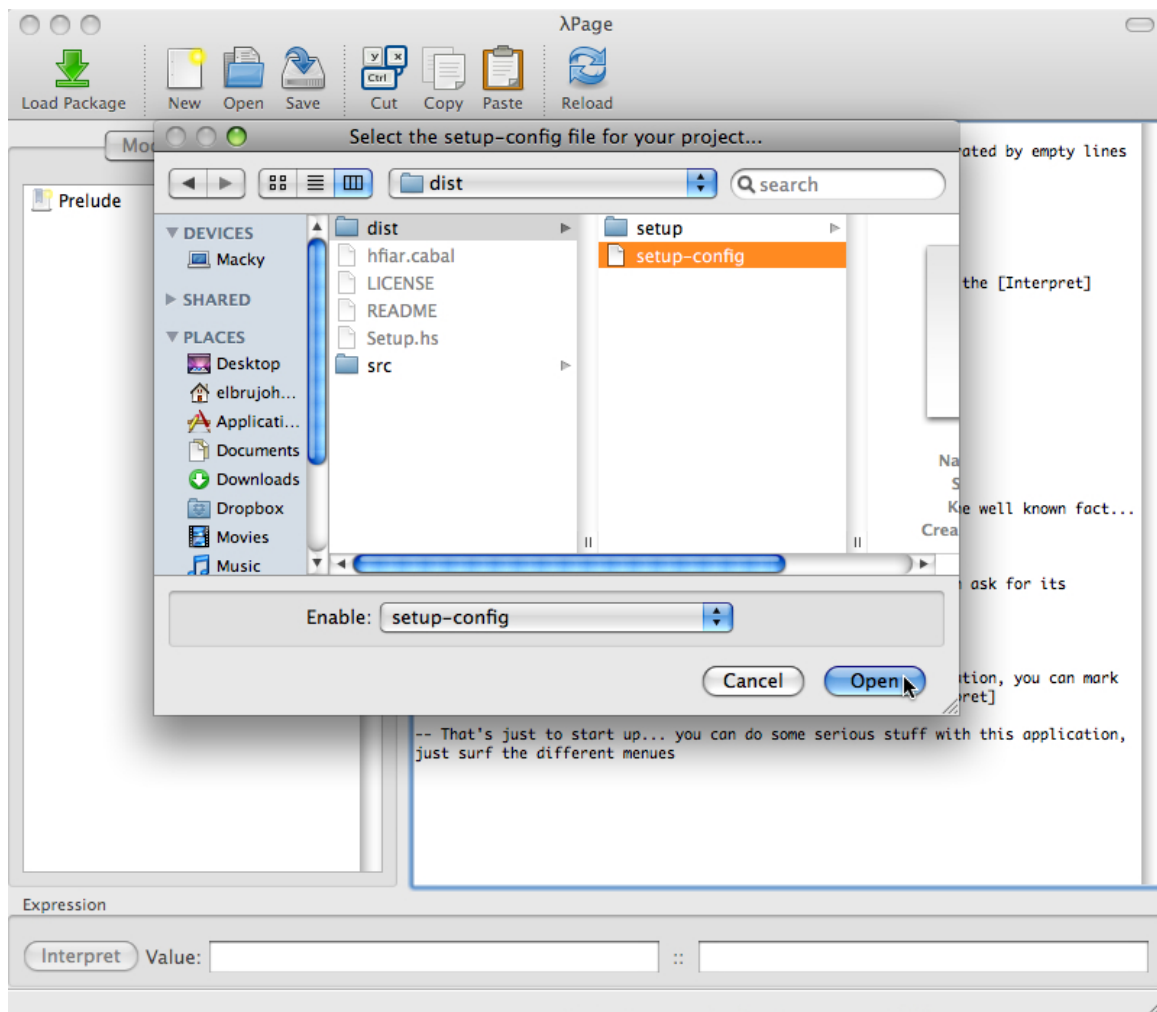 λPage
Load Package New Open Save Cut Copy Paste Reload
y x
Ctrl
Select the setup-config file for your project...
dist
search
Prelude
DEVICES
Macky
SHARED
PLACES
Desktop
elbrujoh...
Applicati...
Documents
Downloads
Dropbox
Movies
Music
dist
hfiar.cabal
LICENSE
README
Setup.hs
src
setup
setup-config
by empty lines
the [Interpret]
well known fact...
ask for its
you can mark
Enable: setup-config
Cancel Open
-- That's just to start up... you can do some serious stuff with this application,
just surf the different menues
Expression
Interpret Value: ::